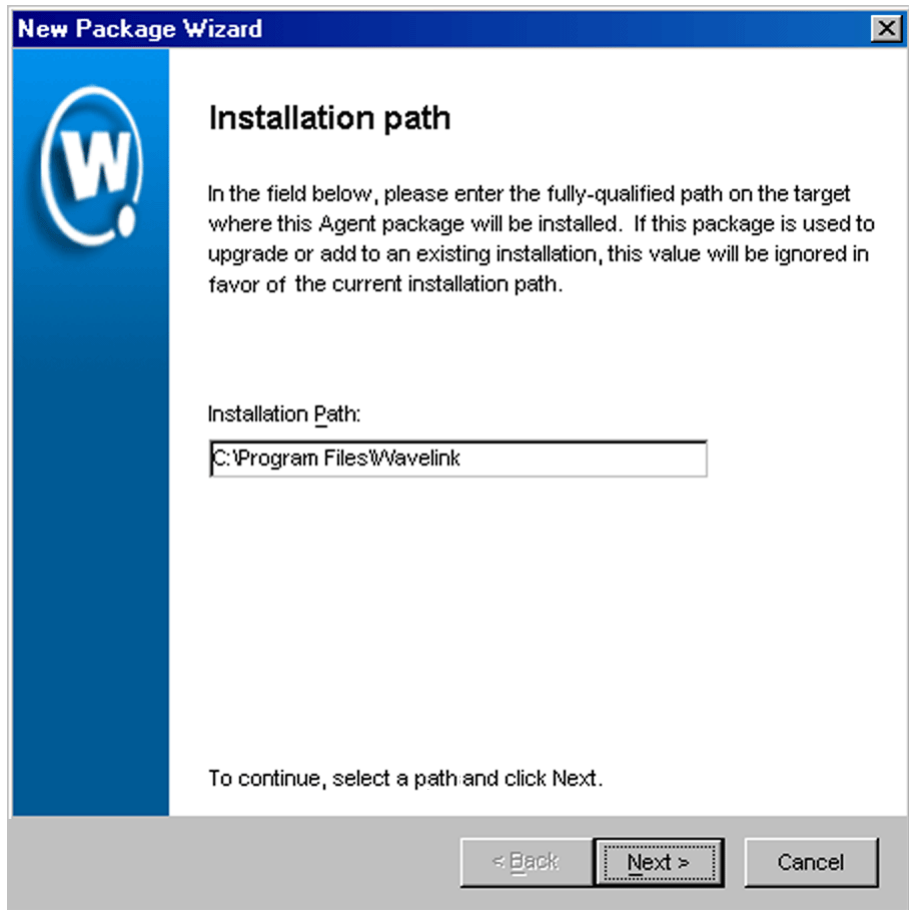 New Package Wizard
W
Installation path
In the field below, please enter the fully-qualified path on the target
where this Agent package will be installed. If this package is used to
upgrade or add to an existing installation, this value will be ignored in
favor of the current installation path.
Installation Path:
C:\Program Files\Wavelink
To continue, select a path and click Next.
< Back Next > Cancel